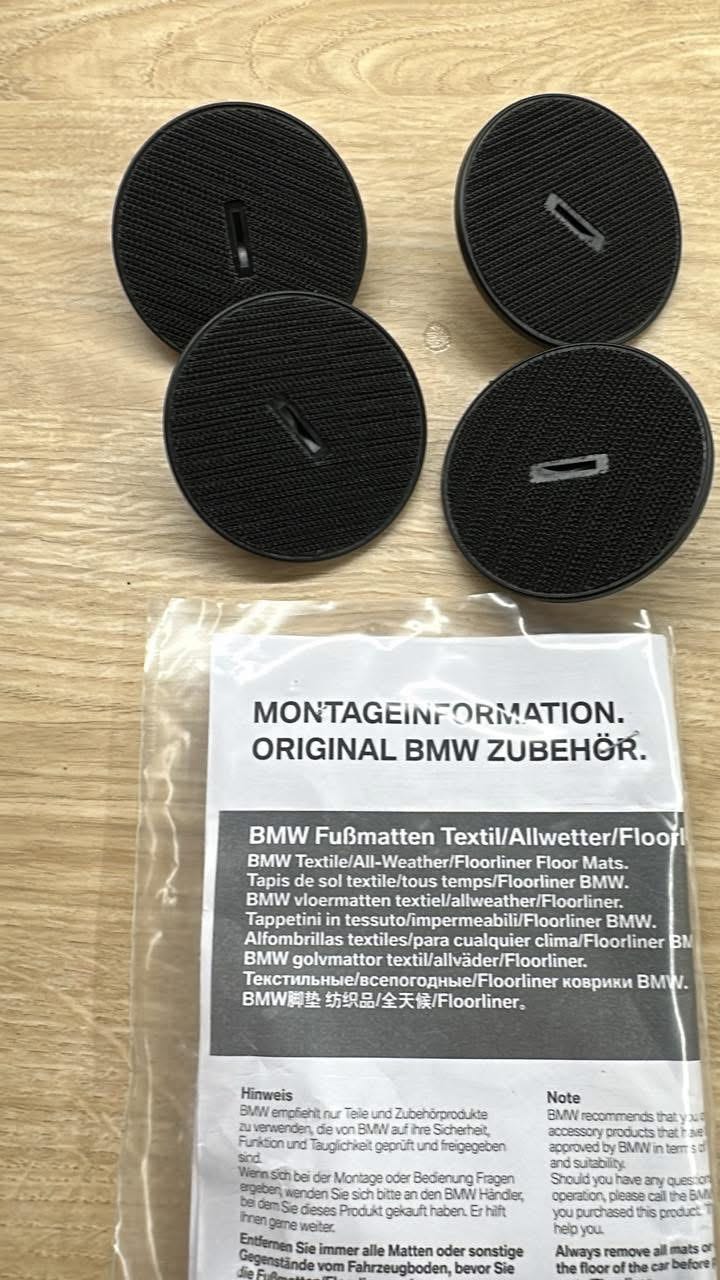 MONTAGEINFORMATION.
ORIGINAL BMW ZUBEHÖR.
BMW Fußmatten Textil/Allwetter/Floorl
BMW Textile/All-Weather/Floorliner Floor Mats.
Tapis de sol textile/tous temps/Floorliner BMW.
BMW vloermatten textiel/allweather/Floorliner.
Tappetini in tessuto/impermeabili/Floorliner BMW.
Alfombrillas textiles/para cualquier clima/Floorliner BM
BMW golvmattor textil/allväder/Floorliner.
Текстильные/всепогодные/Floorliner коврики BMW.
BMW脚垫 纺织品/全天候/Floorliner。
Hinweis
BMW empfiehlt nur Teile und Zubehörprodukte
zu verwenden, die von BMW auf ihre Sicherheit,
Funktion und Tauglichkeit geprüft und freigegeben
sind.
Wenn sich bei der Montage oder Bedienung Fragen
ergeben, wenden Sie sich bitte an den BMW Händler,
bei dem Sie dieses Produkt gekauft haben. Er hilft
Ihnen gerne weiter.
Entfernen Sie immer alle Matten oder sonstige
Gegenstände vom Fahrzeugboden, bevor Sie
Note
BMW recommends that you
accessory products that have
approved by BMW in terms of
and suitability.
Should you have any question
operation, please call the BMW
you purchased this product.
help you.
Always remove all mats or
the floor of the car before